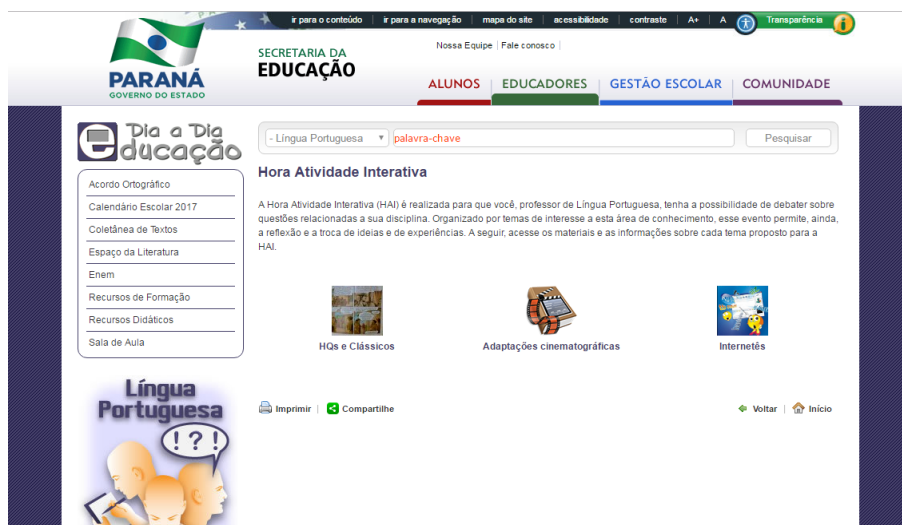 ir para o conteúdo | ir para a navegação | mapa do site | acessibilidade | contraste | A+ | A
Transparência
PARANÁ
GOVERNO DO ESTADO
SECRETARIA DA
EDUCAÇÃO
Nossa Equipe | Fale conosco |
ALUNOS | EDUCADORES | GESTÃO ESCOLAR | COMUNIDADE
Dia a Dia
educação
- Língua Portuguesa
palavra-chave
Pesquisar
Acordo Ortográfico
Calendário Escolar 2017
Coletânea de Textos
Espaço da Literatura
Enem
Recursos de Formação
Recursos Didáticos
Sala de Aula
Língua
Portuguesa
!?!
Hora Atividade Interativa
A Hora Atividade Interativa (HAI) é realizada para que você, professor de Língua Portuguesa, tenha a possibilidade de debater sobre
questões relacionadas a sua disciplina. Organizado por temas de interesse a esta área de conhecimento, esse evento permite, ainda,
a reflexão e a troca de ideias e de experiências. A seguir, acesse os materiais e as informações sobre cada tema proposto para a
HAI.
HQs e Clássicos
Adaptações cinematográficas
Internetês
Imprimir | Compartilhe
Voltar | Início